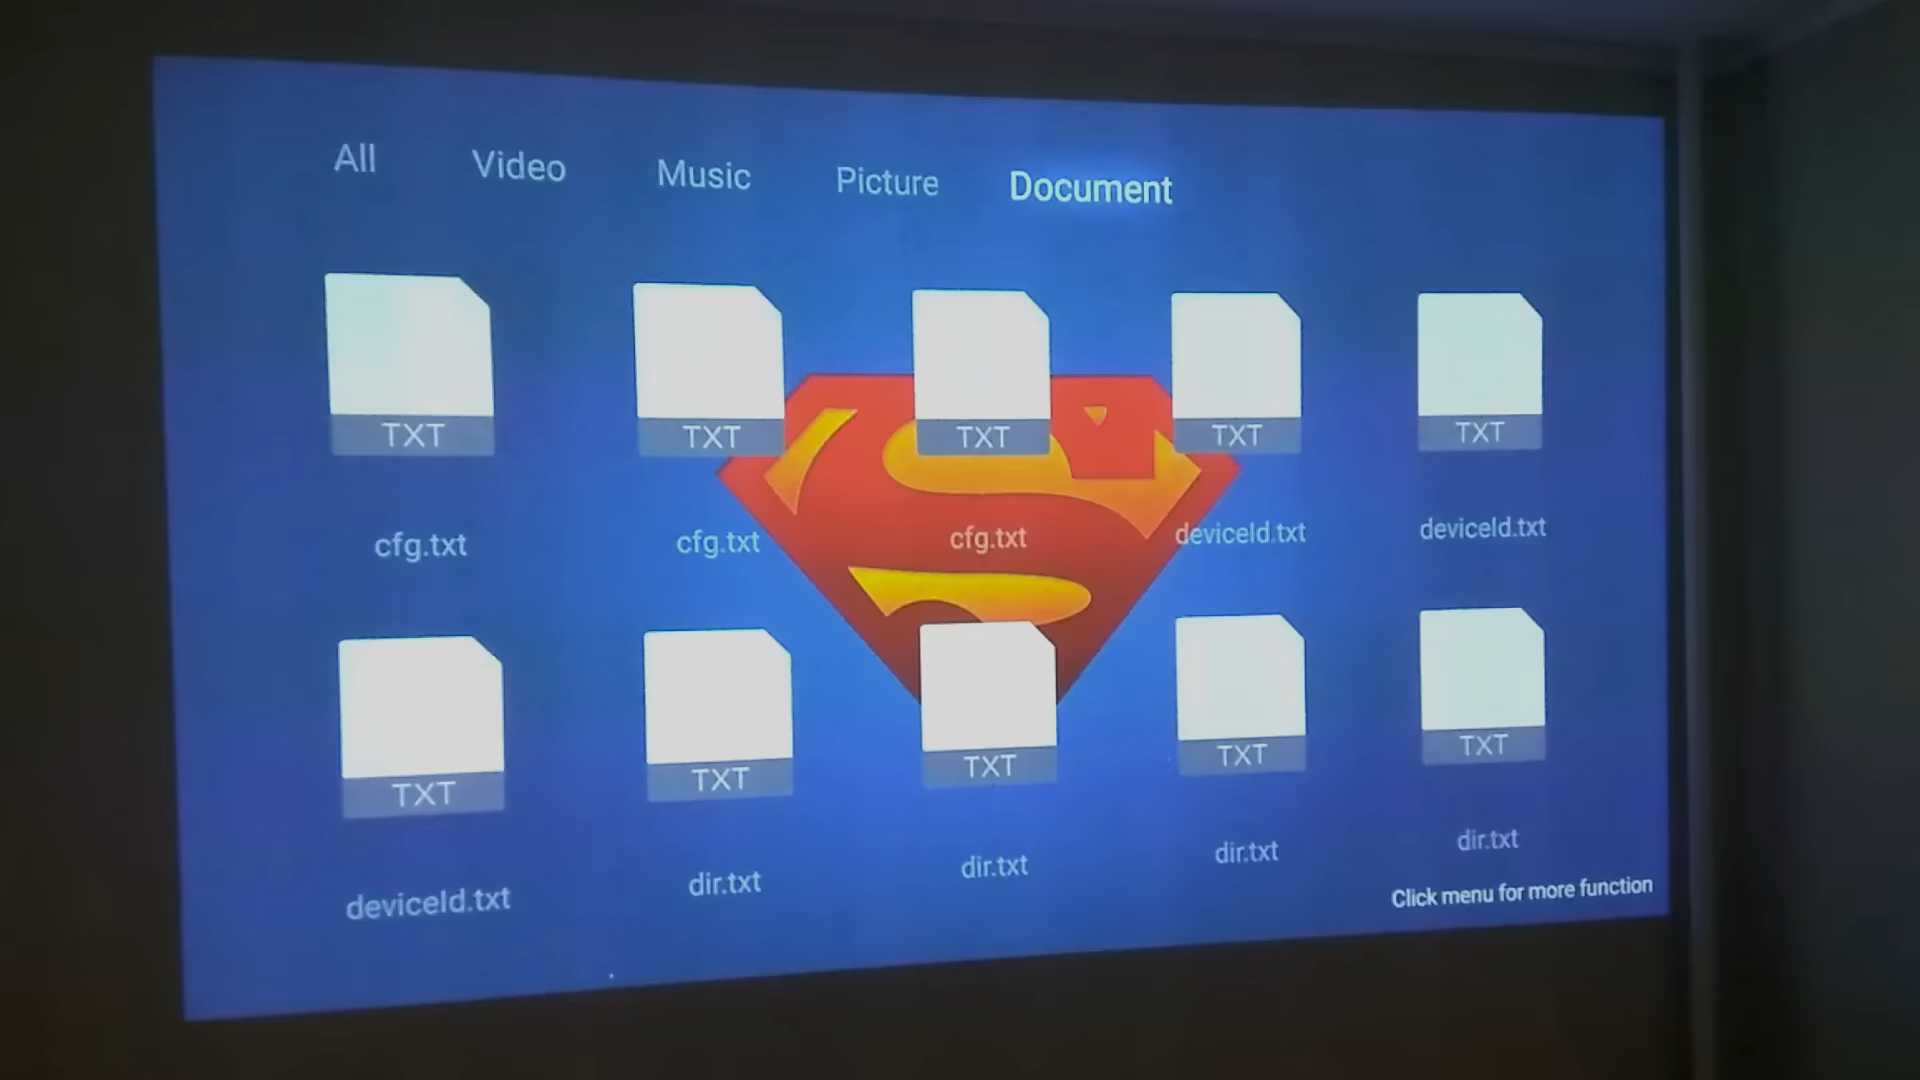 All Video Music Picture Document
TXT TXT TXT TXT TXT
cfg.txt cfg.txt cfg.txt deviceId.txt deviceId.txt
TXT TXT TXT TXT TXT
deviceId.txt dir.txt dir.txt dir.txt dir.txt
Click menu for more function